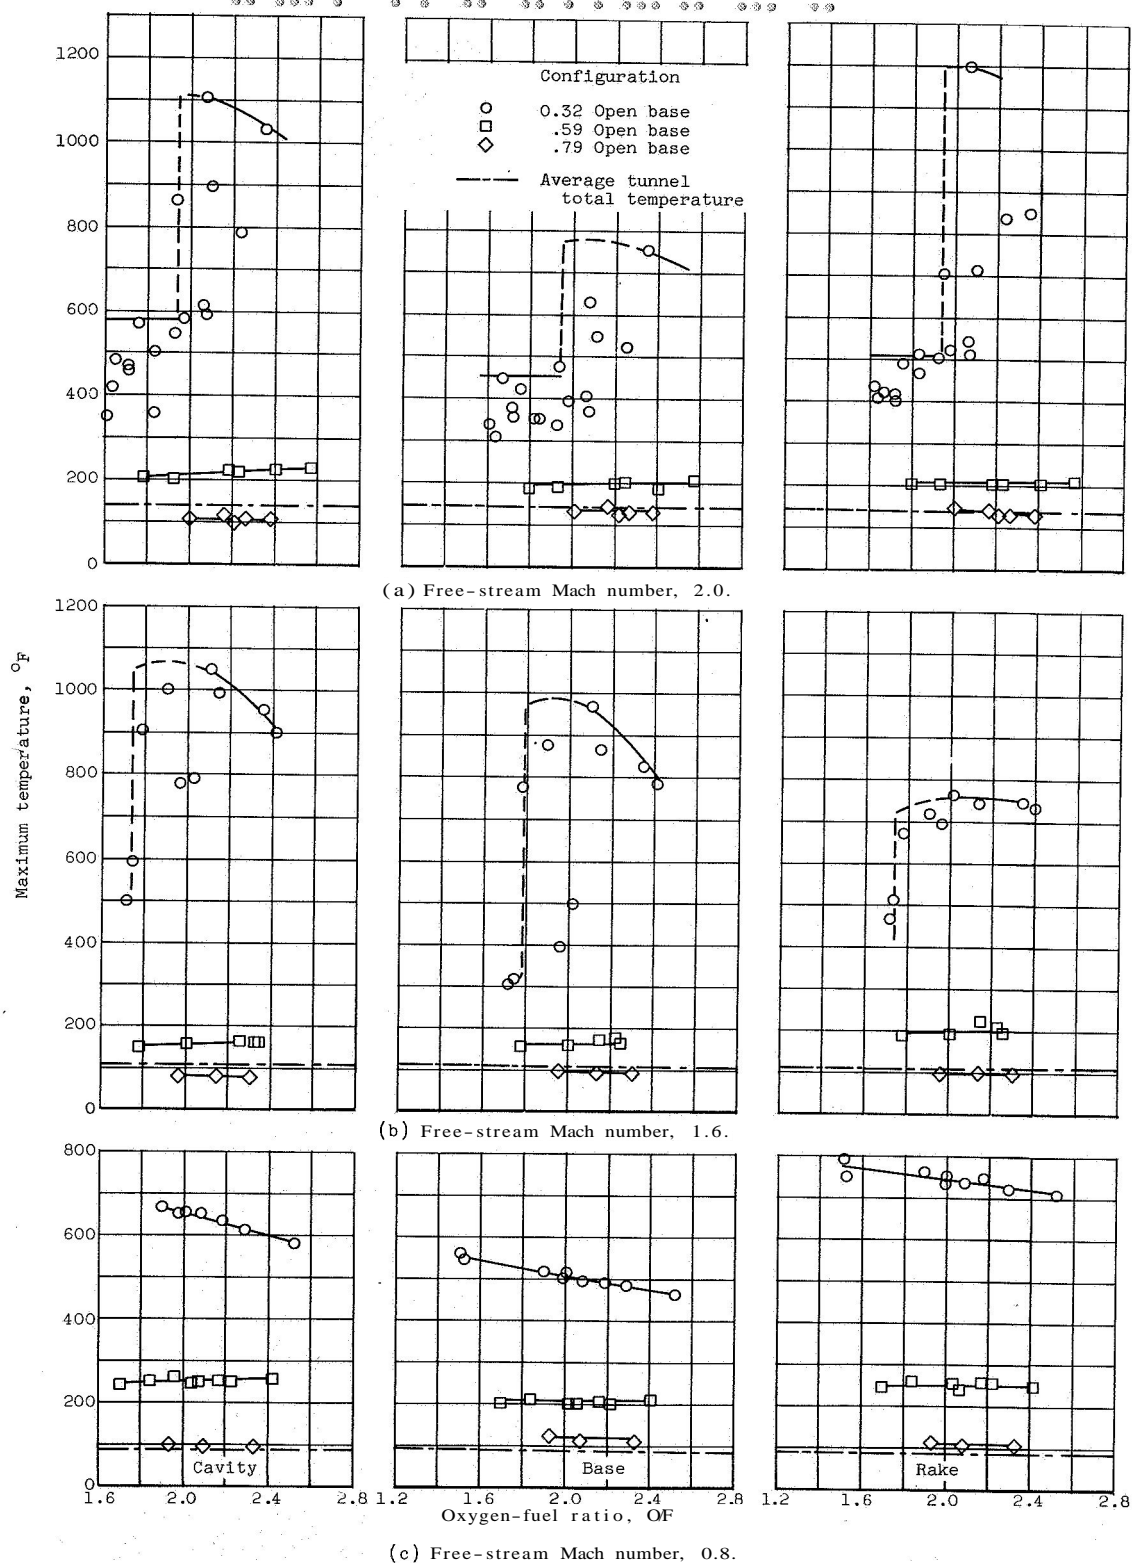 1200
1000
800
600
400
200
0
Configuration
0.32 Open base
.59 Open base
.79 Open base
Average tunnel
total temperature
(a) Free-stream Mach number, 2.0.
Maximum temperature, °F
1200
1000
800
600
400
200
0
(b) Free-stream Mach number, 1.6.
800
600
400
200
0
Cavity
Base
Rake
1.6 2.0 2.4 2.8 1.2 1.6 2.0 2.4 2.8 1.2 1.6 2.0 2.4 2.8
Oxygen-fuel ratio, OF
(c) Free-stream Mach number, 0.8.